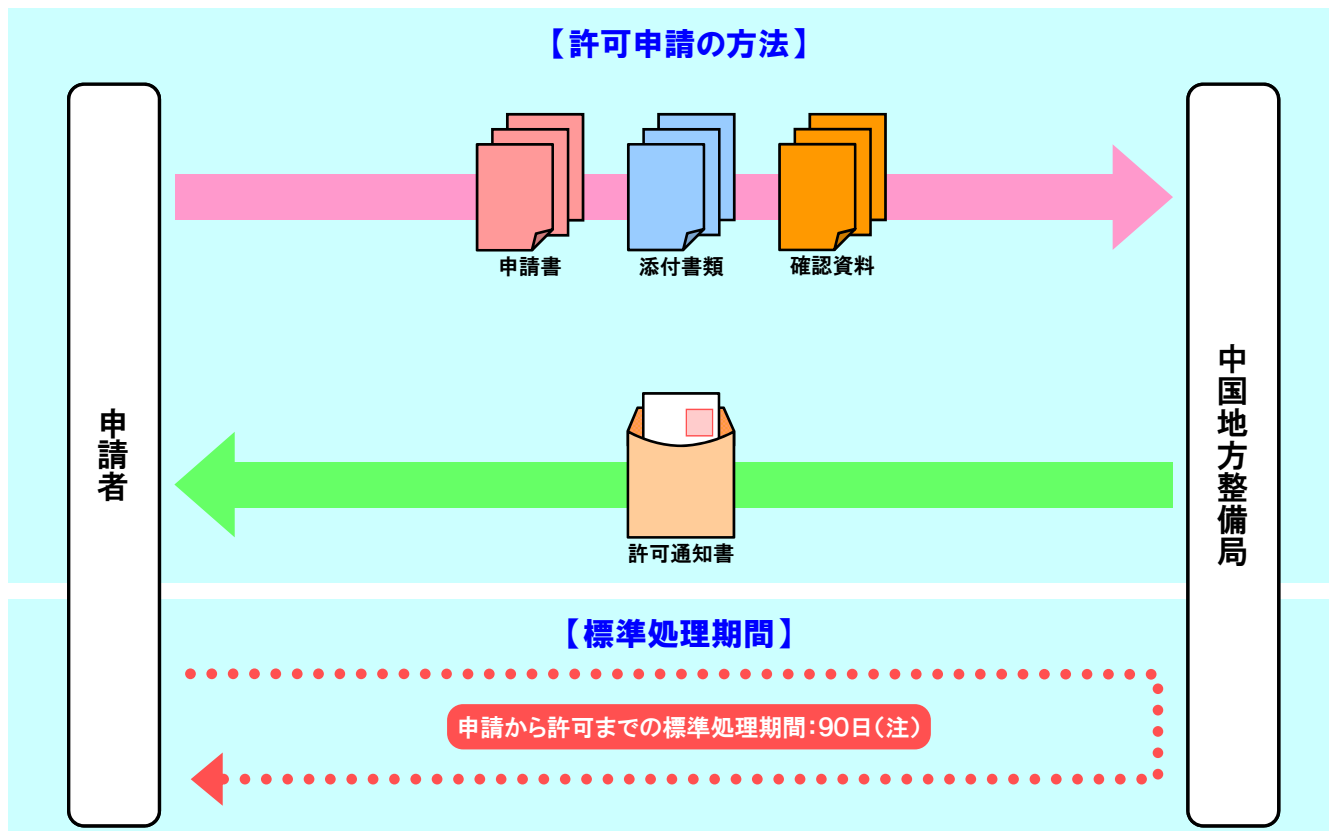 【許可申請の方法】
申請書
添付書類
確認資料
申請者
中国地方整備局
許可通知書
【標準処理期間】
申請から許可までの標準処理期間：90日（注）